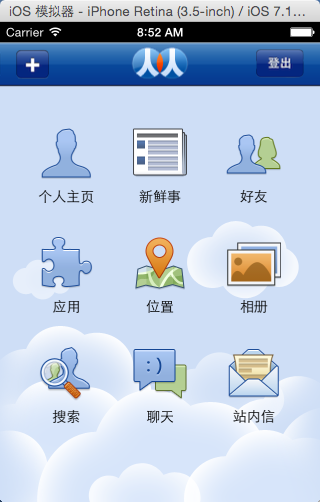 iOS 模拟器 - iPhone Retina (3.5-inch) / iOS 7.1...
Carrier 8:52 AM
人人 登出
个人主页 新鲜事 好友
应用 位置 相册
: )
搜索 聊天 站内信